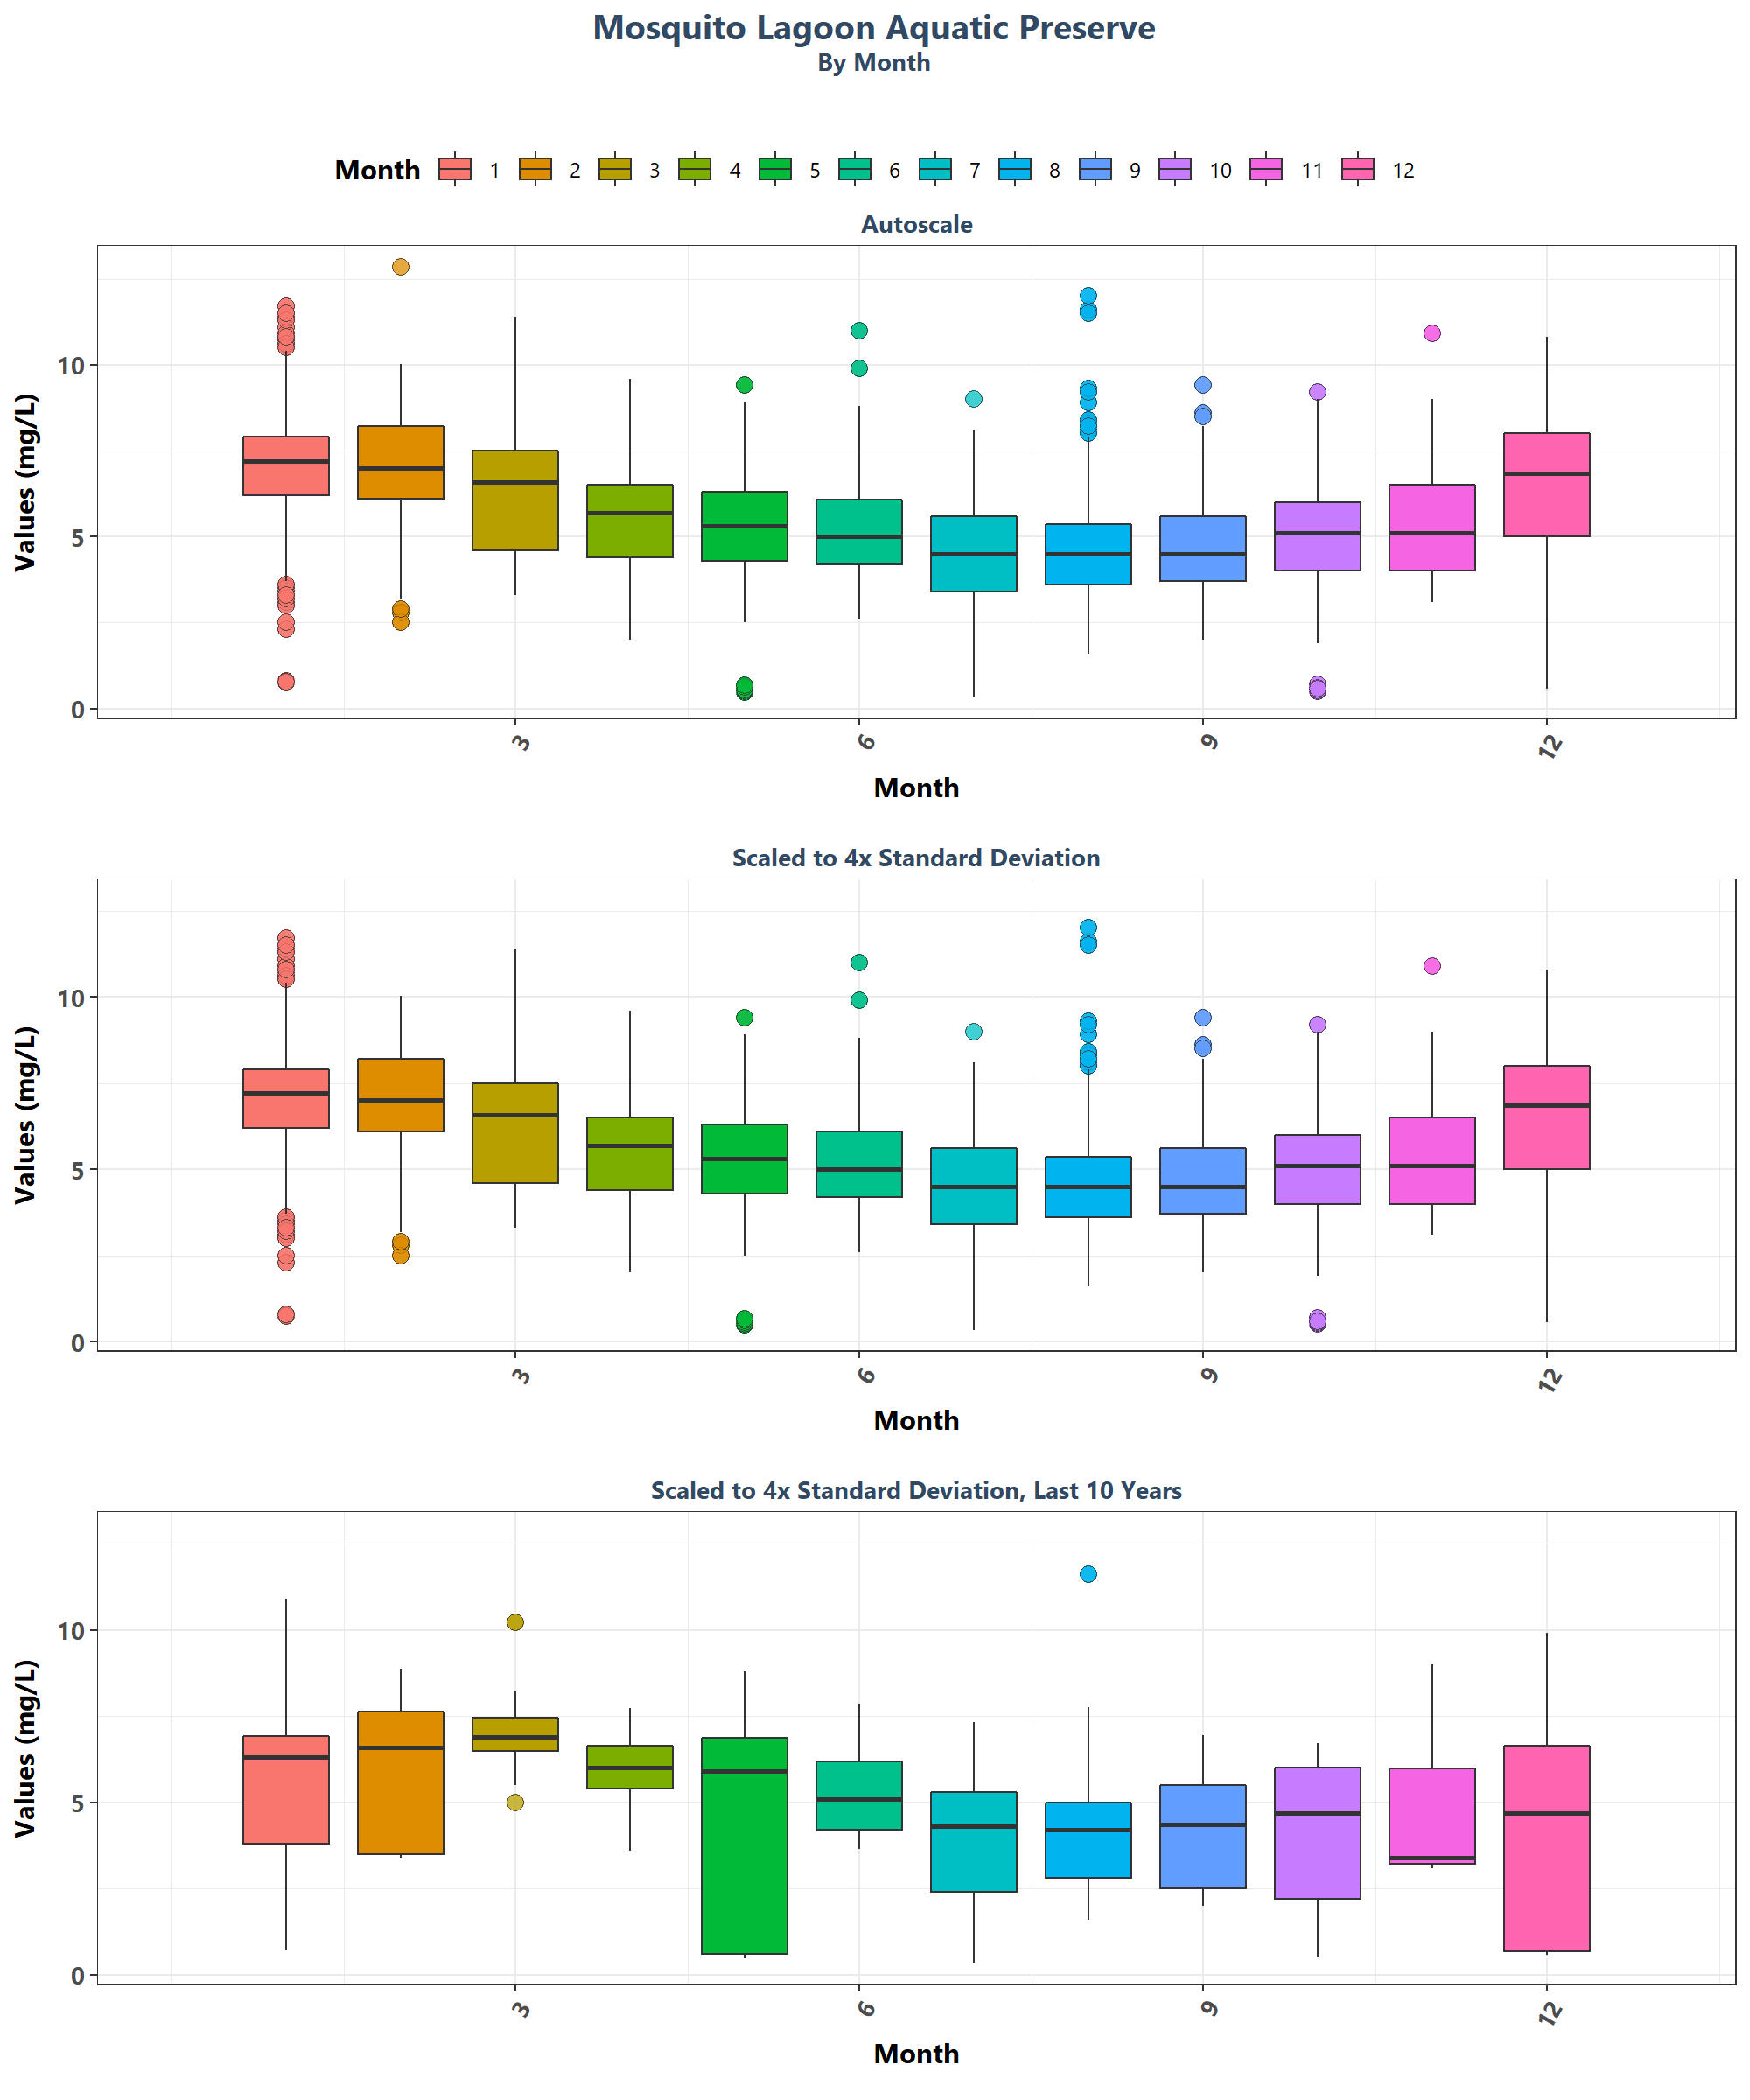 Mosquito Lagoon Aquatic Preserve
By Month
Month 1 2 3 4 5 6 7 8 9 10 11 12
Autoscale
Values (mg/L)
10
5
0
3 6 9 12
Month
Scaled to 4x Standard Deviation
Values (mg/L)
10
5
0
3 6 9 12
Month
Scaled to 4x Standard Deviation, Last 10 Years
Values (mg/L)
10
5
0
3 6 9 12
Month